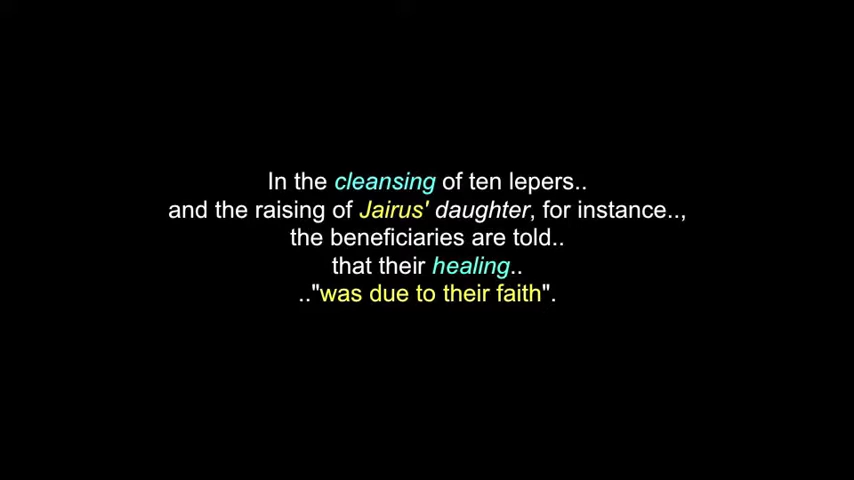 In the cleansing of ten lepers..
and the raising of Jairus' daughter, for instance..,
the beneficiaries are told..
that their healing..
.."was due to their faith".